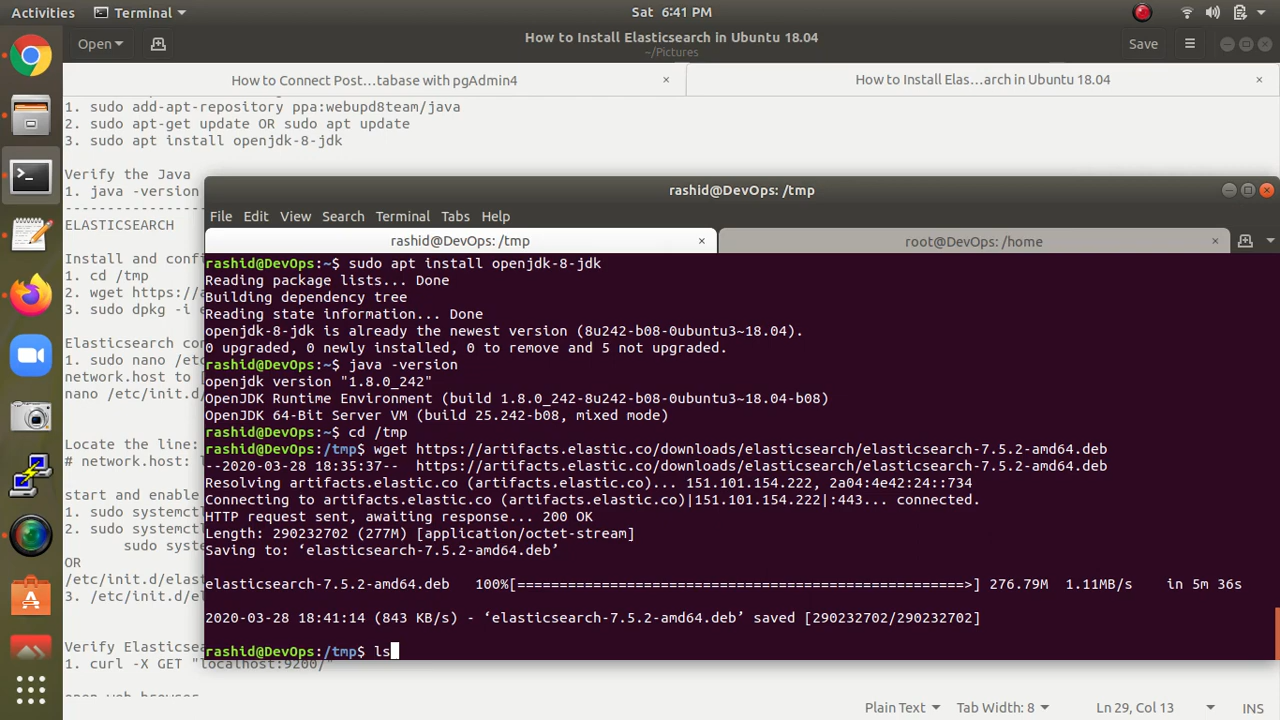 Activities
Terminal
Sat 6:41 PM
Open
How to Install Elasticsearch in Ubuntu 18.04
~/Pictures
Save
How to Connect Post…tabase with pgAdmin4
×
How to Install Elas…arch in Ubuntu 18.04
×
1. sudo add-apt-repository ppa:webupd8team/java
2. sudo apt-get update OR sudo apt update
3. sudo apt install openjdk-8-jdk
Verify the Java
1. java -version
ELASTICSEARCH
Install and confi
1. cd /tmp
2. wget https://a
3. sudo dpkg -i e
Elasticsearch con
1. sudo nano /etc
network.host to [
nano /etc/init.d/
Locate the line:
# network.host: l
start and enable
1. sudo systemctl
2. sudo systemctl
sudo syste
OR
/etc/init.d/elast
3. /etc/init.d/el
Verify Elasticsea
1. curl -X GET "localhost:9200/"
open web browser
rashid@DevOps: /tmp
File Edit View Search Terminal Tabs Help
rashid@DevOps: /tmp
×
root@DevOps: /home
×
rashid@DevOps:~$ sudo apt install openjdk-8-jdk
Reading package lists... Done
Building dependency tree
Reading state information... Done
openjdk-8-jdk is already the newest version (8u242-b08-0ubuntu3~18.04).
0 upgraded, 0 newly installed, 0 to remove and 5 not upgraded.
rashid@DevOps:~$ java -version
openjdk version "1.8.0_242"
OpenJDK Runtime Environment (build 1.8.0_242-8u242-b08-0ubuntu3~18.04-b08)
OpenJDK 64-Bit Server VM (build 25.242-b08, mixed mode)
rashid@DevOps:~$ cd /tmp
rashid@DevOps:/tmp$ wget https://artifacts.elastic.co/downloads/elasticsearch/elasticsearch-7.5.2-amd64.deb
--2020-03-28 18:35:37-- https://artifacts.elastic.co/downloads/elasticsearch/elasticsearch-7.5.2-amd64.deb
Resolving artifacts.elastic.co (artifacts.elastic.co)... 151.101.154.222, 2a04:4e42:24::734
Connecting to artifacts.elastic.co (artifacts.elastic.co)|151.101.154.222|:443... connected.
HTTP request sent, awaiting response... 200 OK
Length: 290232702 (277M) [application/octet-stream]
Saving to: ‘elasticsearch-7.5.2-amd64.deb’
elasticsearch-7.5.2-amd64.deb 100%[======================================================>] 276.79M 1.11MB/s in 5m 36s
2020-03-28 18:41:14 (843 KB/s) - ‘elasticsearch-7.5.2-amd64.deb’ saved [290232702/290232702]
rashid@DevOps:/tmp$ ls
Plain Text
Tab Width: 8
Ln 29, Col 13
INS